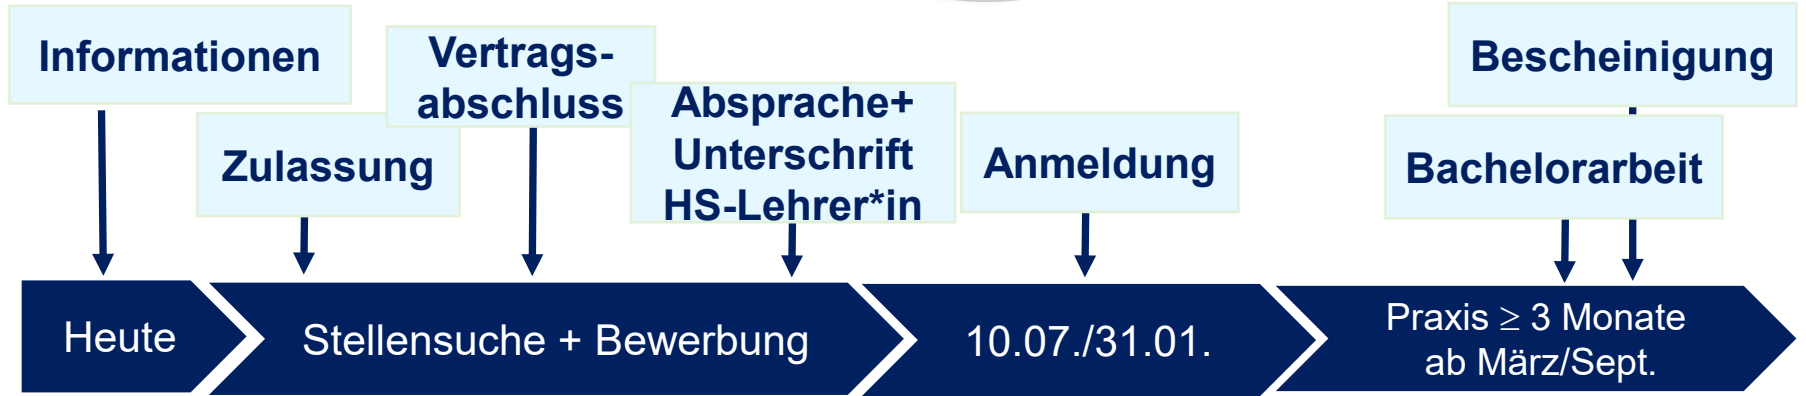 Informationen
Zulassung
Vertrags-
abschluss
Absprache+
Unterschrift
HS-Lehrer*in
Anmeldung
Bescheinigung
Bachelorarbeit
Heute
Stellensuche + Bewerbung
10.07./31.01.
Praxis ≥ 3 Monate
ab März/Sept.